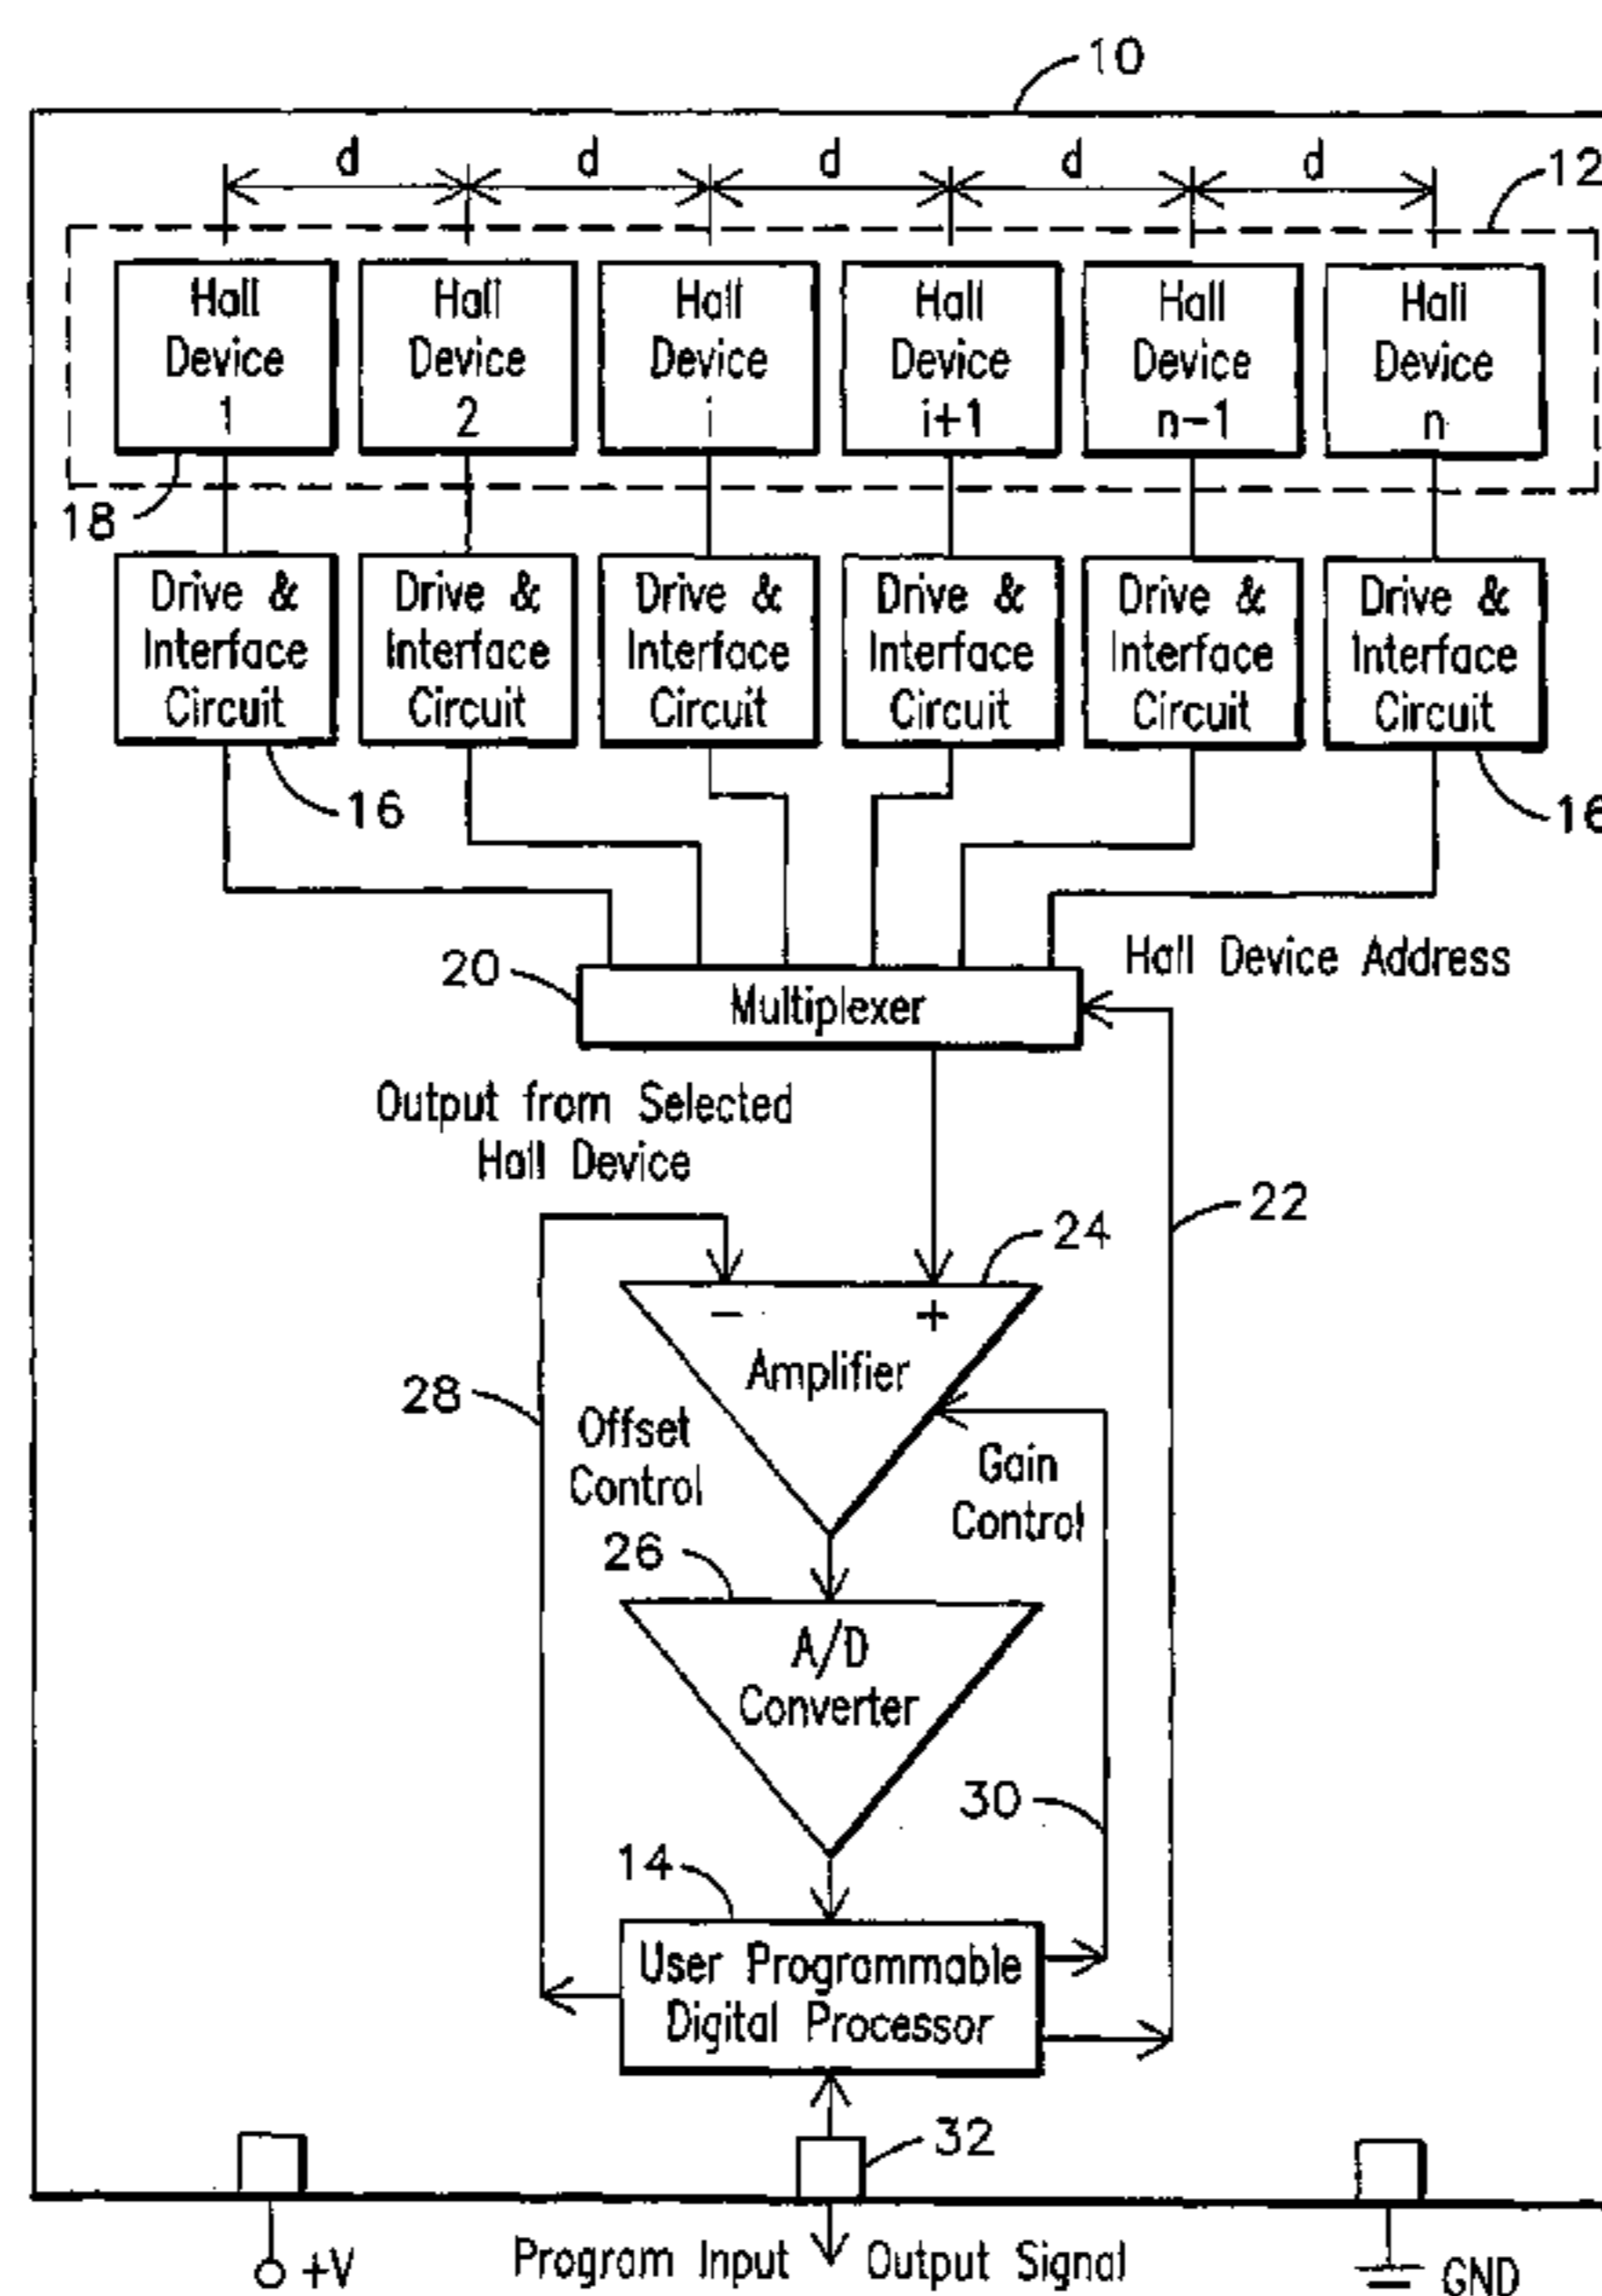 10
d d d d d
12
Hall Device 1
Hall Device 2
Hall Device i
Hall Device i+1
Hall Device n-1
Hall Device n
18
Drive & Interface Circuit
Drive & Interface Circuit
Drive & Interface Circuit
Drive & Interface Circuit
Drive & Interface Circuit
Drive & Interface Circuit
16
16
20
Multiplexer
Hall Device Address
Output from Selected
Hall Device
22
24
- +
Amplifier
28
Offset
Control
Gain
Control
26
A/D
Converter
30
14
User Programmable
Digital Processor
32
+V
Program Input
Output Signal
GND